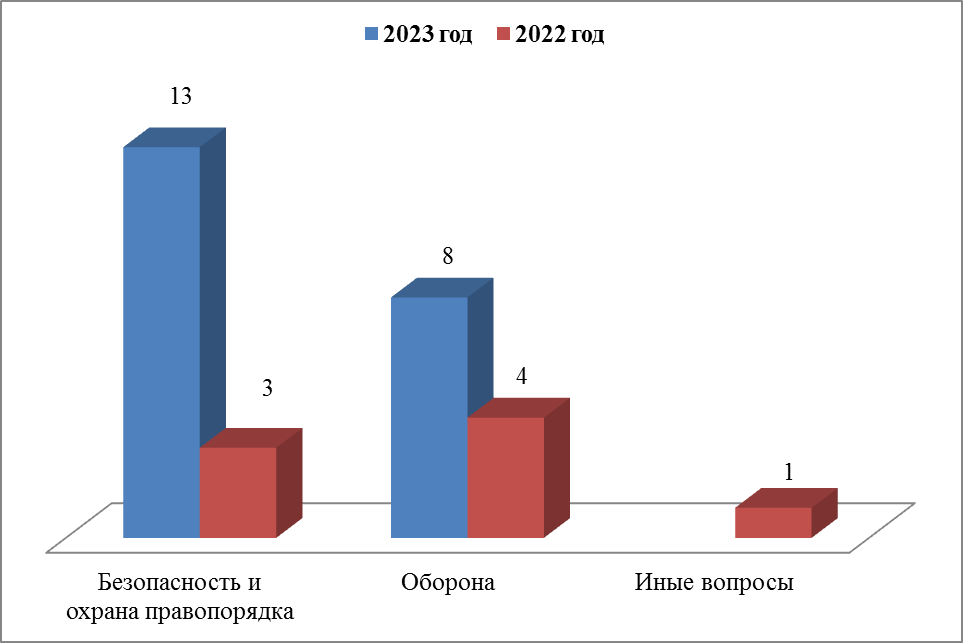 2023 год 2022 год
13
8
3
4
1
Безопасность и
охрана правопорядка
Оборона
Иные вопросы